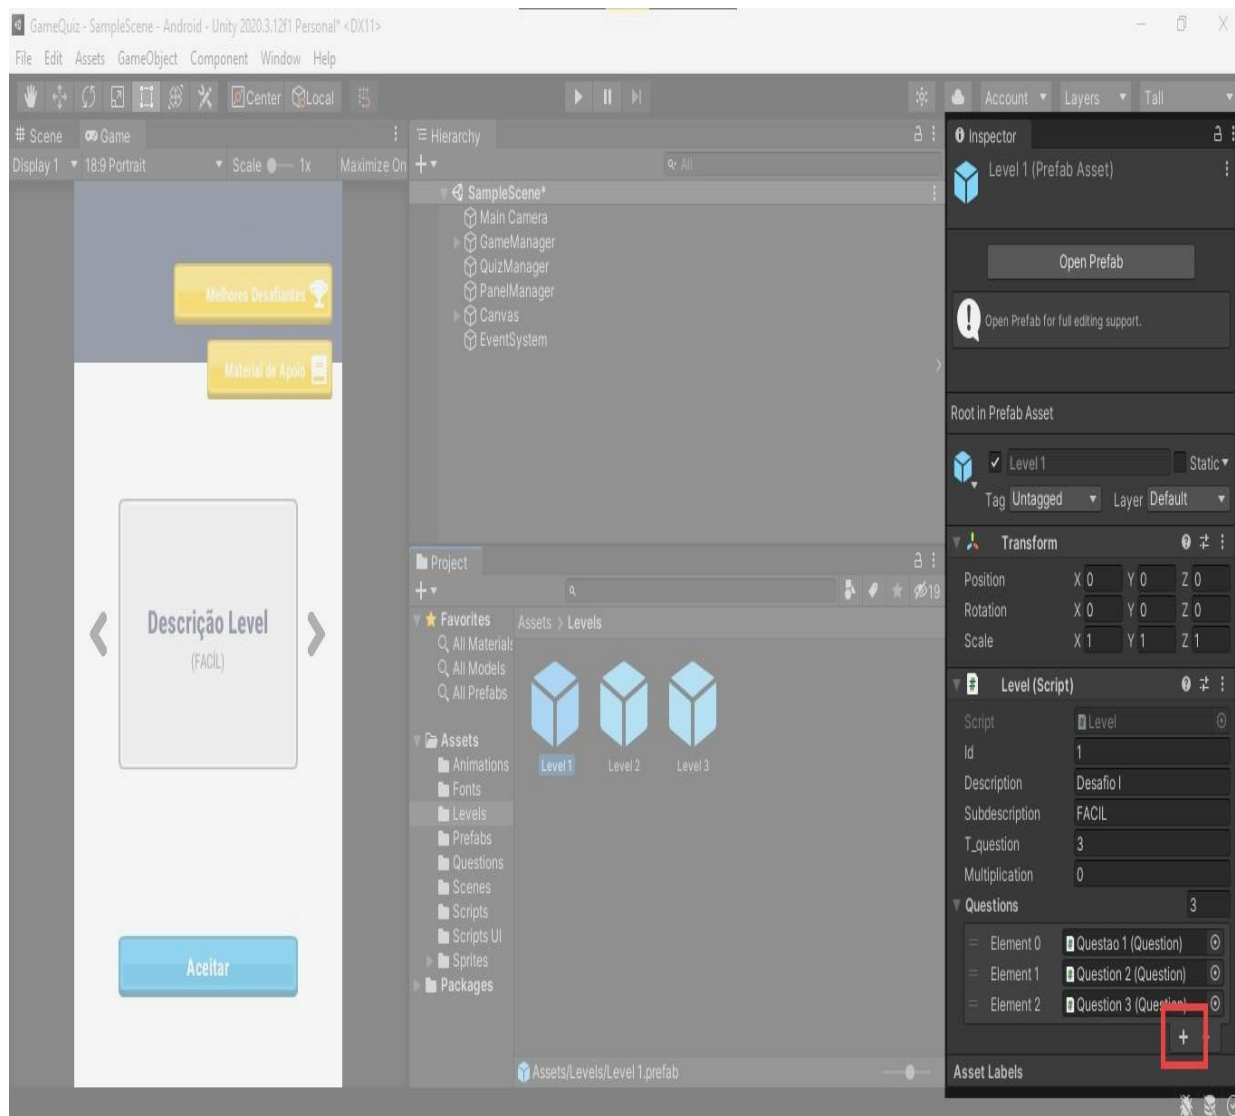 GameQuiz - SampleScene - Android - Unity 2020.3.12f1 Personal* <DX11>
File Edit Assets GameObject Component Window Help
Center Local
Account Layers Tall
Scene Game
Display 1 18:9 Portrait Scale 1x Maximize On
Melhores Desafiantes
Material de Apoio
Descrição Level
(FACÍL)
Aceitar
Hierarchy
All
SampleScene*
Main Camera
GameManager
QuizManager
PanelManager
Canvas
EventSystem
Project
19
Favorites
All Materials
All Models
All Prefabs
Assets
Animations
Fonts
Levels
Prefabs
Questions
Scenes
Scripts
Scripts UI
Sprites
Packages
Assets > Levels
Level 1 Level 2 Level 3
Assets/Levels/Level 1.prefab
Inspector
Level 1 (Prefab Asset)
Open Prefab
Open Prefab for full editing support.
Root in Prefab Asset
Level 1 Static
Tag Untagged Layer Default
Transform
Position X 0 Y 0 Z 0
Rotation X 0 Y 0 Z 0
Scale X 1 Y 1 Z 1
Level (Script)
Script Level
Id 1
Description Desafio I
Subdescription FACIL
T_question 3
Multiplication 0
Questions 3
Element 0 Questao 1 (Question)
Element 1 Question 2 (Question)
Element 2 Question 3 (Question)
+ -
Asset Labels